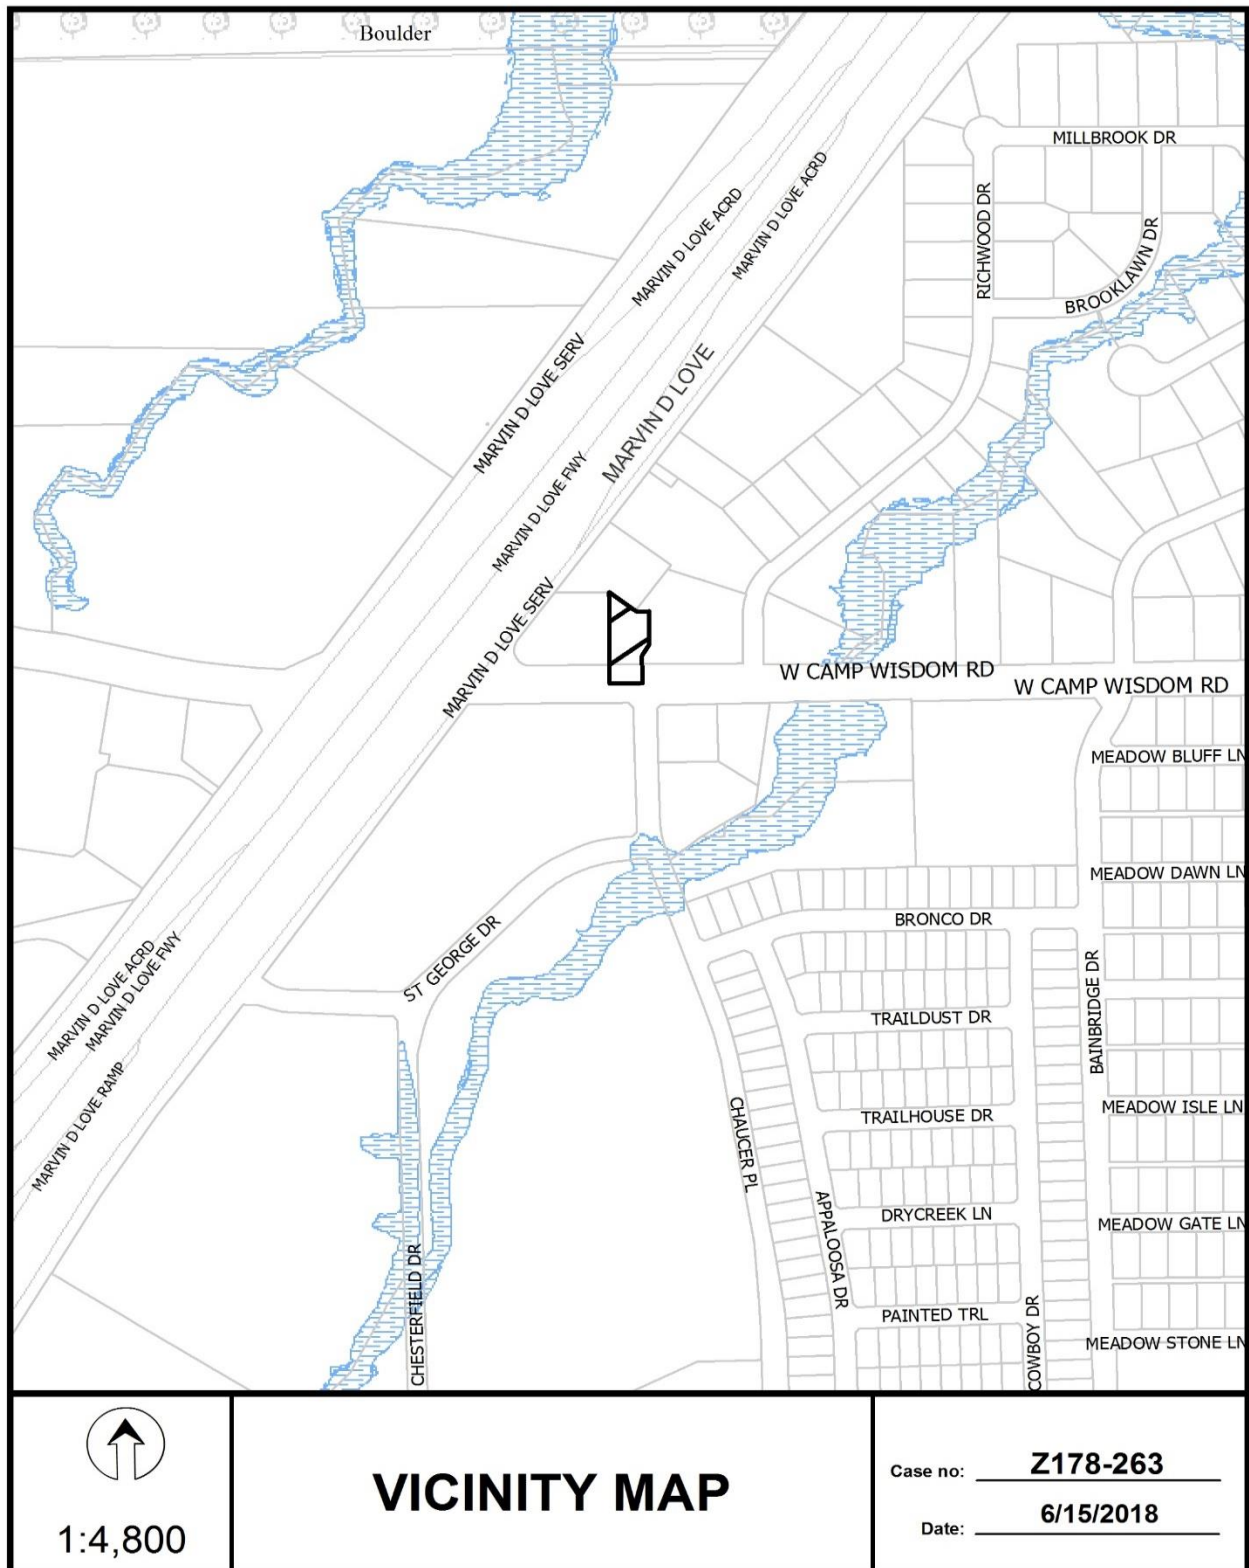 Boulder
MILLBROOK DR
MARVIN D LOVE ACRD
MARVIN D LOVE ACRD
RICHWOOD DR
BROOKLAWN DR
MARVIN D LOVE SERV
MARVIN D LOVE
MARVIN D LOVE FWY
MARVIN D LOVE SERV
W CAMP WISDOM RD
W CAMP WISDOM RD
MEADOW BLUFF LN
MEADOW DAWN LN
BRONCO DR
ST GEORGE DR
MARVIN D LOVE ACRD
MARVIN D LOVE FWY
BAINBRIDGE DR
TRAILDUST DR
MARVIN D LOVE RAMP
MEADOW ISLE LN
TRAILHOUSE DR
CHAUCER PL
DRYCREEK LN
APPALOOSA DR
MEADOW GATE LN
CHESTERFIELD DR
PAINTED TRL
COWBOY DR
MEADOW STONE LN
1:4,800
VICINITY MAP
Case no: Z178-263
Date: 6/15/2018